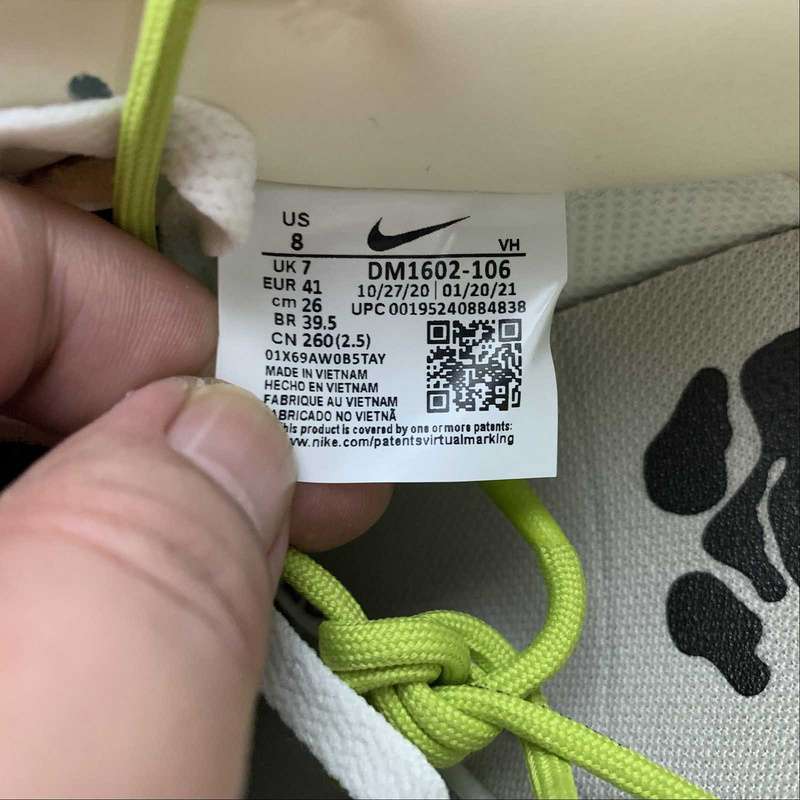 US
8
VH
UK 7
EUR 41
cm 26
BR 39.5
CN 260(2.5)
DM1602-106
10/27/20 | 01/20/21
UPC 00195240884838
01X69AW0B5TAY
MADE IN VIETNAM
HECHO EN VIETNAM
FABRIQUE AU VIETNAM
FABRICADO NO VIETNÃ
product is covered by one or more patents:
www.nike.com/patentsvirtualmarking